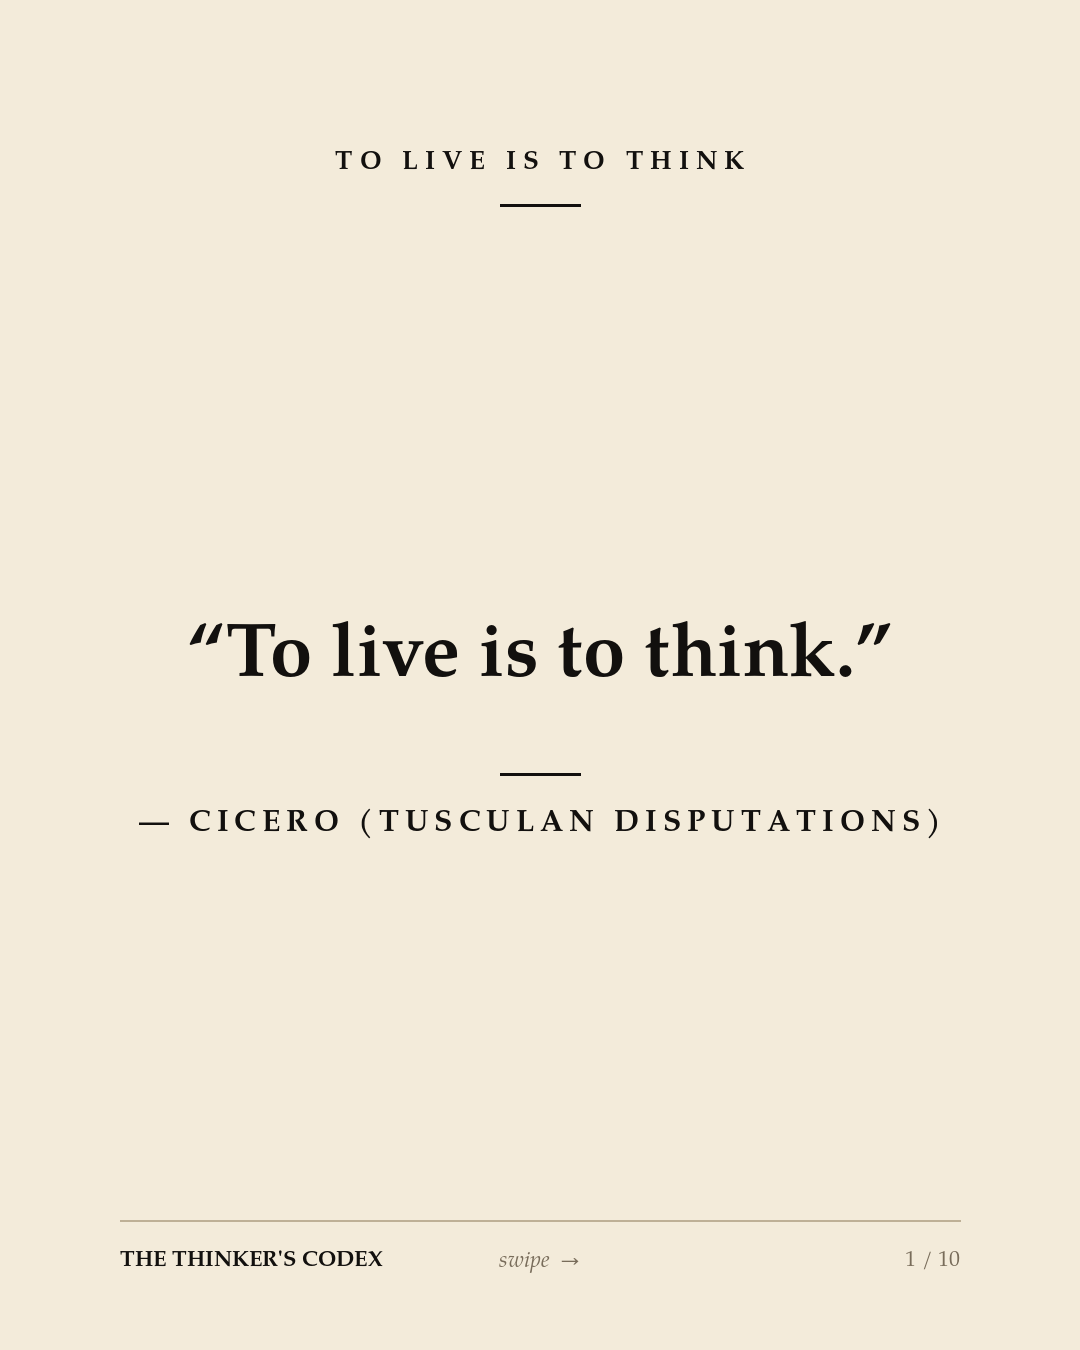 TO LIVE IS TO THINK
“To live is to think.”
— CICERO (TUSCULAN DISPUTATIONS)
THE THINKER'S CODEX
swipe →
1 / 10